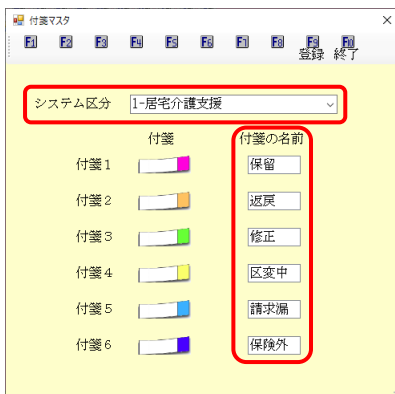 付箋マスタ
F1 F2 F3 F4 F5 F6 F7 F8 F9 F10
登録 終了
システム区分 1-居宅介護支援
付箋 付箋の名前
付箋1 保留
付箋2 返戻
付箋3 修正
付箋4 区変中
付箋5 請求漏
付箋6 保険外